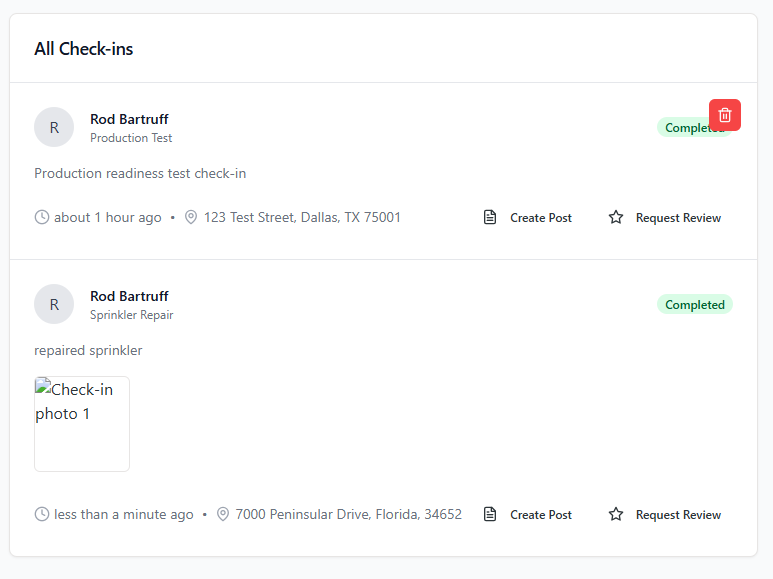 All Check-ins
R
Rod Bartruff
Production Test
Completed
Production readiness test check-in
about 1 hour ago • 123 Test Street, Dallas, TX 75001
Create Post
Request Review
R
Rod Bartruff
Sprinkler Repair
Completed
repaired sprinkler
Check-in
photo 1
less than a minute ago • 7000 Peninsular Drive, Florida, 34652
Create Post
Request Review